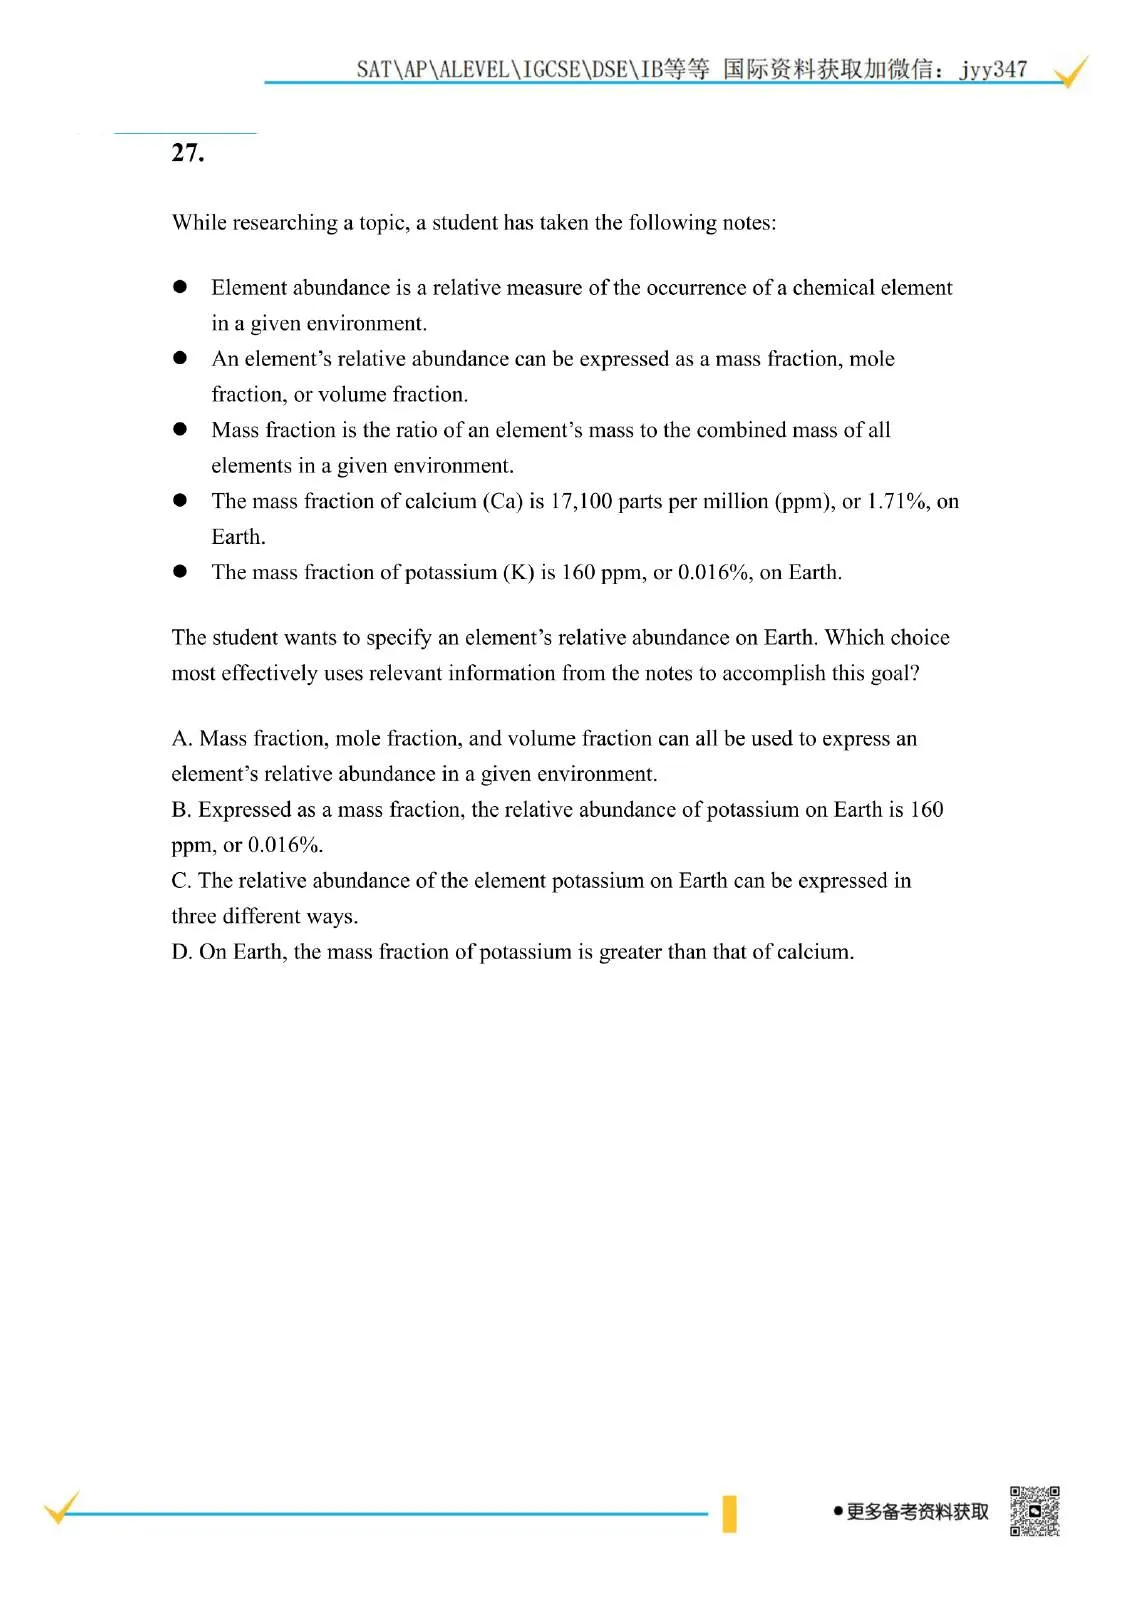 SAT\AP\ALEVEL\IGCSE\DSE\IB等等 国际资料获取加微信：jyy347
27.
While researching a topic, a student has taken the following notes:
● Element abundance is a relative measure of the occurrence of a chemical element
in a given environment.
● An element’s relative abundance can be expressed as a mass fraction, mole
fraction, or volume fraction.
● Mass fraction is the ratio of an element’s mass to the combined mass of all
elements in a given environment.
● The mass fraction of calcium (Ca) is 17,100 parts per million (ppm), or 1.71%, on
Earth.
● The mass fraction of potassium (K) is 160 ppm, or 0.016%, on Earth.
The student wants to specify an element’s relative abundance on Earth. Which choice
most effectively uses relevant information from the notes to accomplish this goal?
A. Mass fraction, mole fraction, and volume fraction can all be used to express an
element’s relative abundance in a given environment.
B. Expressed as a mass fraction, the relative abundance of potassium on Earth is 160
ppm, or 0.016%.
C. The relative abundance of the element potassium on Earth can be expressed in
three different ways.
D. On Earth, the mass fraction of potassium is greater than that of calcium.
●更多备考资料获取